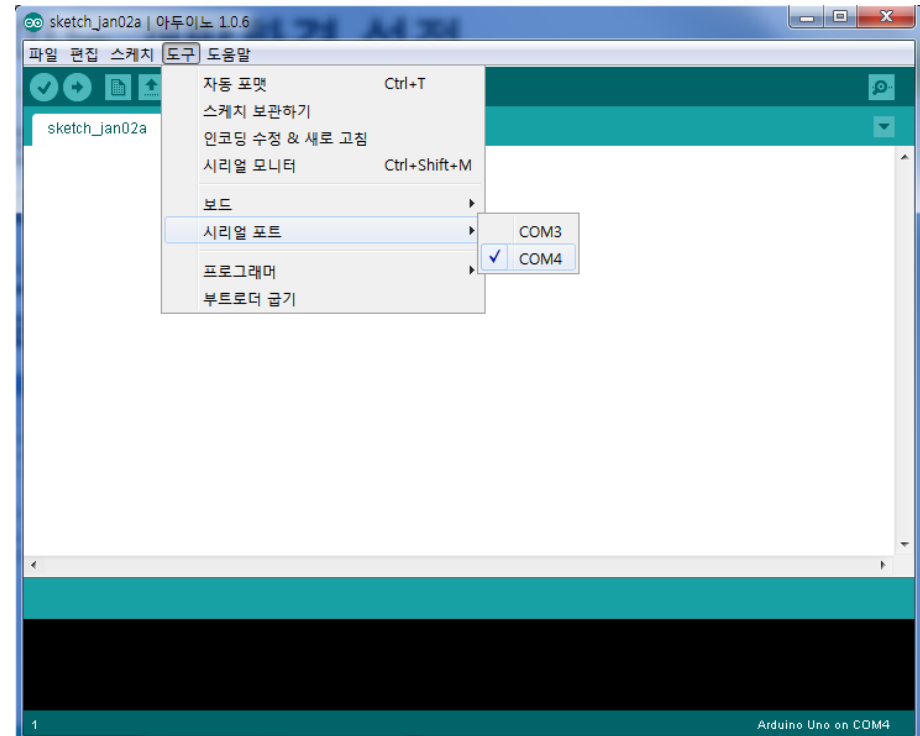 sketch_jan02a | 아두이노 1.0.6
파일 편집 스케치 도구 도움말
sketch_jan02a
자동 포맷 Ctrl+T
스케치 보관하기
인코딩 수정 & 새로 고침
시리얼 모니터 Ctrl+Shift+M
보드
시리얼 포트
COM3
COM4
프로그래머
부트로더 굽기
1 Arduino Uno on COM4